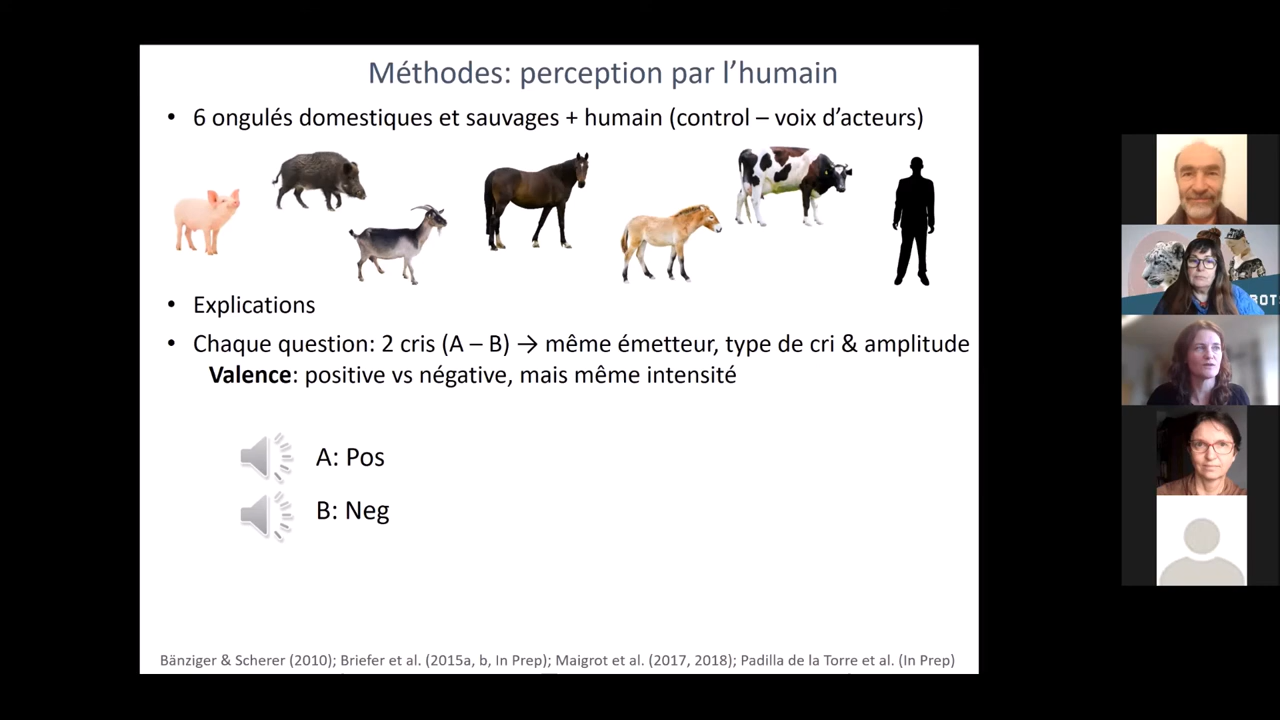 Méthodes: perception par l’humain
• 6 ongulés domestiques et sauvages + humain (control – voix d’acteurs)
• Explications
• Chaque question: 2 cris (A – B) → même émetteur, type de cri & amplitude
Valence: positive vs négative, mais même intensité
A: Pos
B: Neg
Bänziger & Scherer (2010); Briefer et al. (2015a, b, In Prep); Maigrot et al. (2017, 2018); Padilla de la Torre et al. (In Prep)